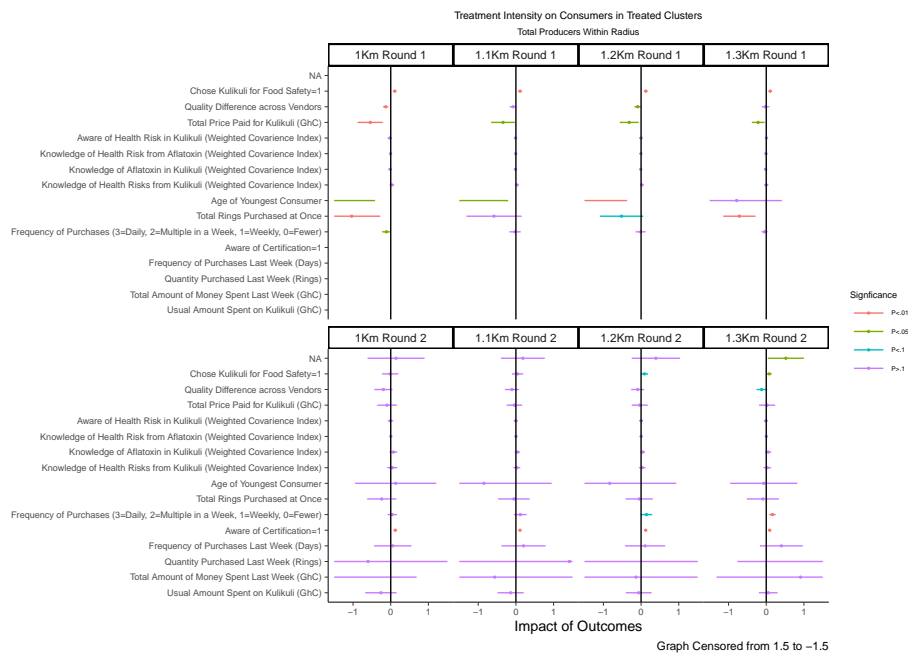 Treatment Intensity on Consumers in Treated Clusters
Total Producers Within Radius
1Km Round 1
1.1Km Round 1
1.2Km Round 1
1.3Km Round 1
NA
Chose Kulikuli for Food Safety=1
Quality Difference across Vendors
Total Price Paid for Kulikuli (GhC)
Aware of Health Risk in Kulikuli (Weighted Covarience Index)
Knowledge of Health Risk from Aflatoxin (Weighted Covarience Index)
Knowledge of Aflatoxin in Kulikuli (Weighted Covarience Index)
Knowledge of Health Risks from Kulikuli (Weighted Covarience Index)
Age of Youngest Consumer
Total Rings Purchased at Once
Frequency of Purchases (3=Daily, 2=Multiple in a Week, 1=Weekly, 0=Fewer)
Aware of Certification=1
Frequency of Purchases Last Week (Days)
Quantity Purchased Last Week (Rings)
Total Amount of Money Spent Last Week (GhC)
Usual Amount Spent on Kulikuli (GhC)
1Km Round 2
1.1Km Round 2
1.2Km Round 2
1.3Km Round 2
NA
Chose Kulikuli for Food Safety=1
Quality Difference across Vendors
Total Price Paid for Kulikuli (GhC)
Aware of Health Risk in Kulikuli (Weighted Covarience Index)
Knowledge of Health Risk from Aflatoxin (Weighted Covarience Index)
Knowledge of Aflatoxin in Kulikuli (Weighted Covarience Index)
Knowledge of Health Risks from Kulikuli (Weighted Covarience Index)
Age of Youngest Consumer
Total Rings Purchased at Once
Frequency of Purchases (3=Daily, 2=Multiple in a Week, 1=Weekly, 0=Fewer)
Aware of Certification=1
Frequency of Purchases Last Week (Days)
Quantity Purchased Last Week (Rings)
Total Amount of Money Spent Last Week (GhC)
Usual Amount Spent on Kulikuli (GhC)
−1 0 1 −1 0 1 −1 0 1 −1 0 1
Impact of Outcomes
Graph Censored from 1.5 to −1.5
Signficance
P<.01
P<.05
P<.1
P>.1